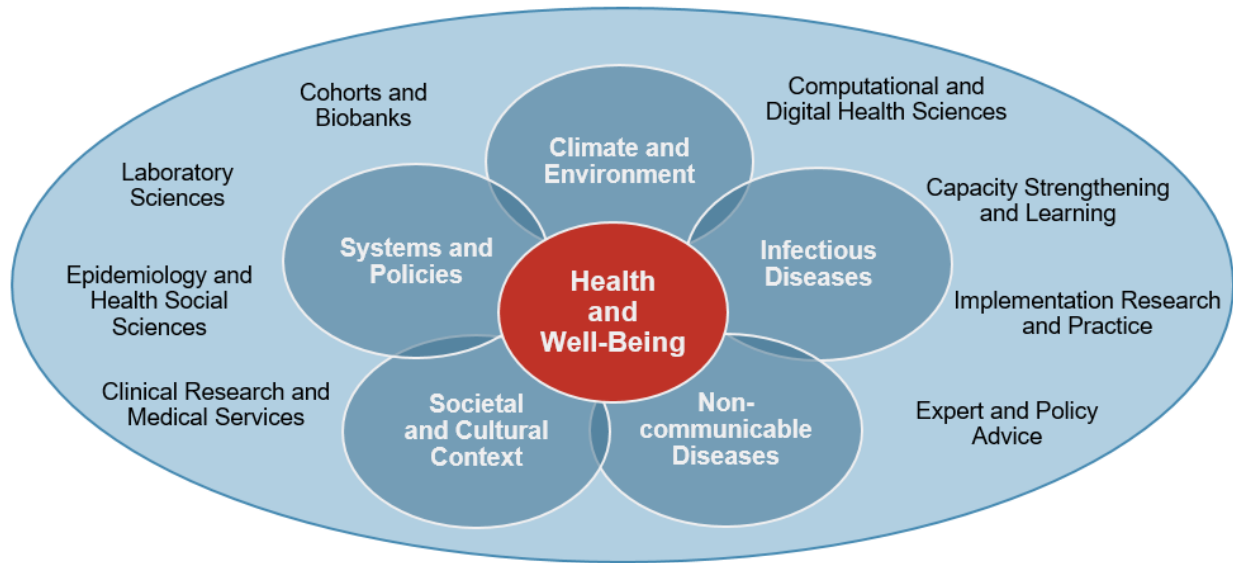 Cohorts and
Biobanks
Computational and
Digital Health Sciences
Climate and
Environment
Laboratory
Sciences
Capacity Strengthening
and Learning
Systems and
Policies
Infectious
Diseases
Health
and
Well-Being
Epidemiology and
Health Social
Sciences
Implementation Research
and Practice
Clinical Research and
Medical Services
Societal
and Cultural
Context
Non-
communicable
Diseases
Expert and Policy
Advice